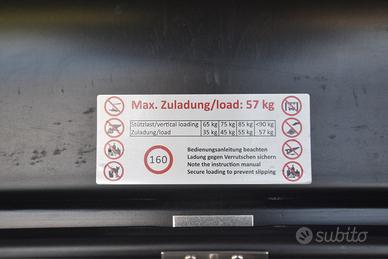 Max. Zuladung/load: 57 kg
Stützlast/vertical loading 65 kg 75 kg 85 kg <90 kg
Zuladung/load 35 kg 45 kg 55 kg 57 kg
160
Bedienungsanleitung beachten
Ladung gegen Verrutschen sichern
Note the instruction manual
Secure loading to prevent slipping
subito